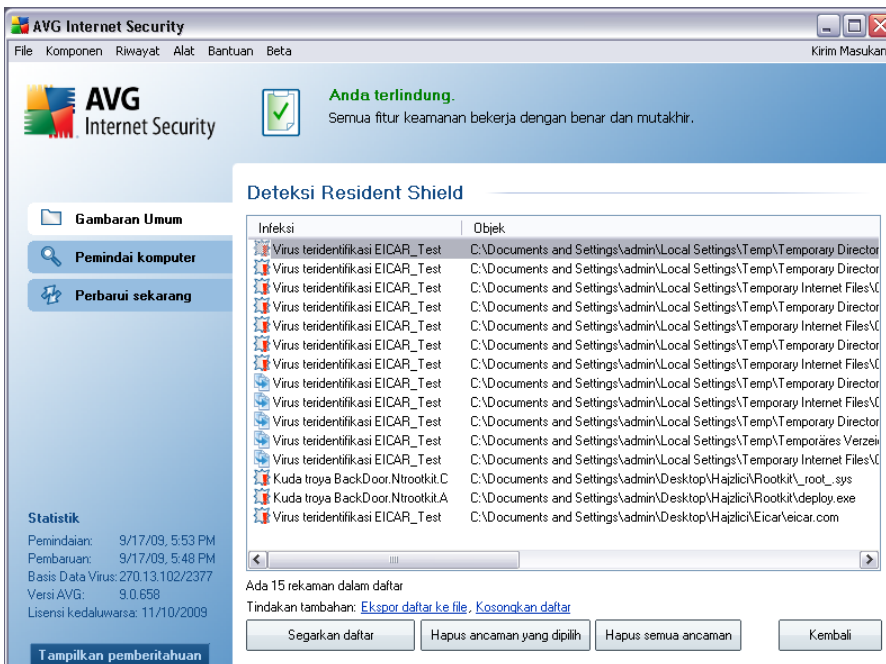 AVG Internet Security
File Komponen Riwayat Alat Bantuan Beta Kirim Masukan
AVG
Internet Security
Anda terlindung.
Semua fitur keamanan bekerja dengan benar dan mutakhir.
Gambaran Umum
Pemindai komputer
Perbarui sekarang
Deteksi Resident Shield
Infeksi Objek
Virus teridentifikasi EICAR_Test C:\Documents and Settings\admin\Local Settings\Temp\Temporary Director
Virus teridentifikasi EICAR_Test C:\Documents and Settings\admin\Local Settings\Temp\Temporary Director
Virus teridentifikasi EICAR_Test C:\Documents and Settings\admin\Local Settings\Temporary Internet Files\C
Virus teridentifikasi EICAR_Test C:\Documents and Settings\admin\Local Settings\Temp\Temporary Director
Virus teridentifikasi EICAR_Test C:\Documents and Settings\admin\Local Settings\Temporary Internet Files\C
Virus teridentifikasi EICAR_Test C:\Documents and Settings\admin\Local Settings\Temp\Temporary Director
Virus teridentifikasi EICAR_Test C:\Documents and Settings\admin\Local Settings\Temporary Internet Files\C
Virus teridentifikasi EICAR_Test C:\Documents and Settings\admin\Local Settings\Temp\Temporary Director
Virus teridentifikasi EICAR_Test C:\Documents and Settings\admin\Local Settings\Temporary Internet Files\C
Virus teridentifikasi EICAR_Test C:\Documents and Settings\admin\Local Settings\Temp\Temporary Director
Virus teridentifikasi EICAR_Test C:\Documents and Settings\admin\Local Settings\Temp\Temporäres Verzei
Virus teridentifikasi EICAR_Test C:\Documents and Settings\admin\Local Settings\Temporary Internet Files\C
Kuda troya BackDoor.Ntrootkit.C C:\Documents and Settings\admin\Desktop\Hajzlici\Rootkit\_root_.sys
Kuda troya BackDoor.Ntrootkit.A C:\Documents and Settings\admin\Desktop\Hajzlici\Rootkit\deploy.exe
Virus teridentifikasi EICAR_Test C:\Documents and Settings\admin\Desktop\Hajzlici\Eicar\eicar.com
Ada 15 rekaman dalam daftar
Tindakan tambahan: Ekspor daftar ke file, Kosongkan daftar
Segarkan daftar Hapus ancaman yang dipilih Hapus semua ancaman Kembali
Statistik
Pemindaian: 9/17/09, 5:53 PM
Pembaruan: 9/17/09, 5:48 PM
Basis Data Virus: 270.13.102/2377
Versi AVG: 9.0.658
Lisensi kedaluwarsa: 11/10/2009
Tampilkan pemberitahuan